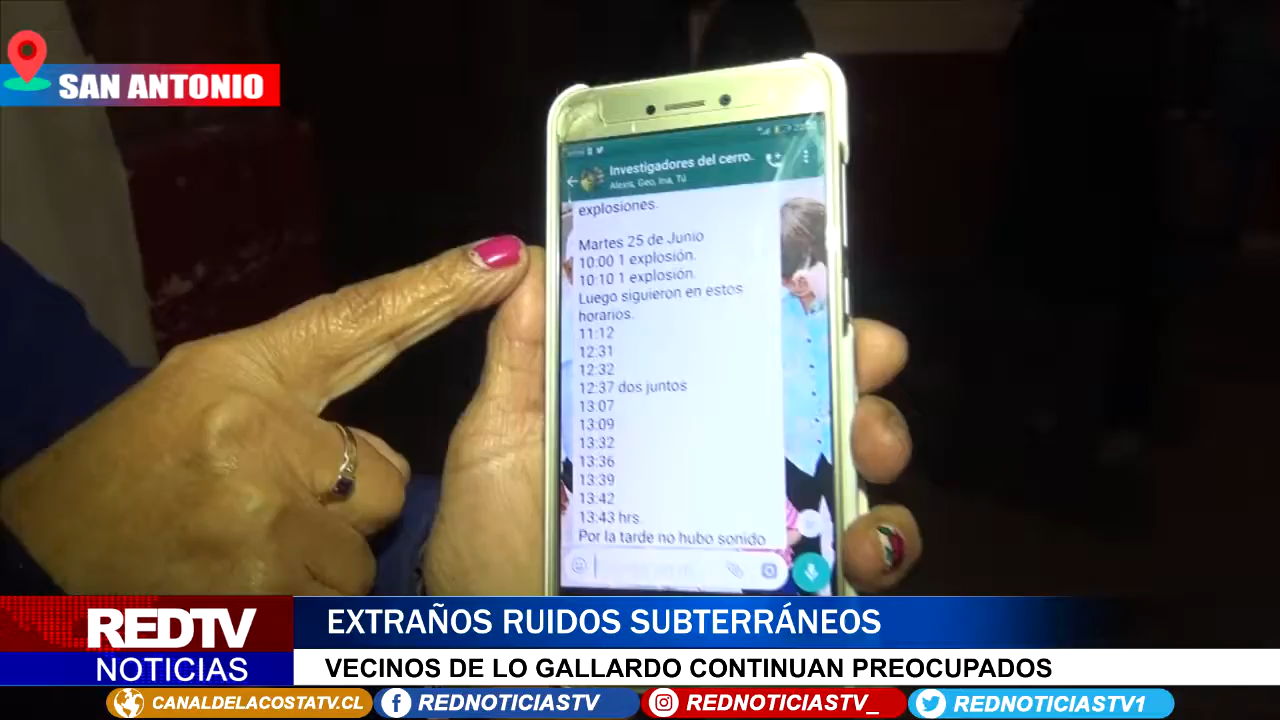 SAN ANTONIO
Investigadores del cerro.
Alexis, Geo, Ina, Tú
explosiones.
Martes 25 de Junio
10:00 1 explosión.
10:10 1 explosión.
Luego siguieron en estos
horarios.
11:12
12:31
12:32
12:37 dos juntos
13:07
13:09
13:32
13:36
13:39
13:42
13:43 hrs.
Por la tarde no hubo sonido
REDTV
NOTICIAS
EXTRAÑOS RUIDOS SUBTERRÁNEOS
VECINOS DE LO GALLARDO CONTINUAN PREOCUPADOS
CANALDELACOSTATV.CL
REDNOTICIASTV
REDNOTICIASTV_
REDNOTICIASTV1